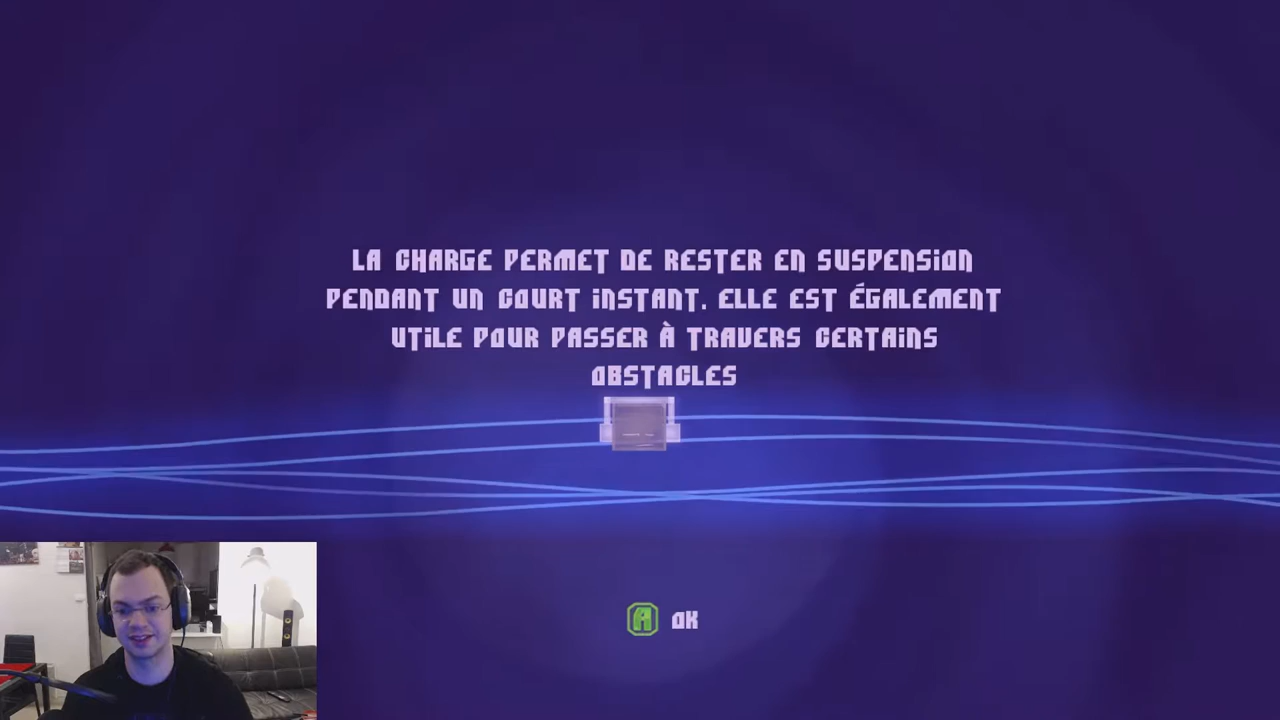 LA CHARGE PERMET DE RESTER EN SUSPENSION
PENDANT UN COURT INSTANT. ELLE EST ÉGALEMENT
UTILE POUR PASSER À TRAVERS CERTAINS
OBSTACLES
A OK